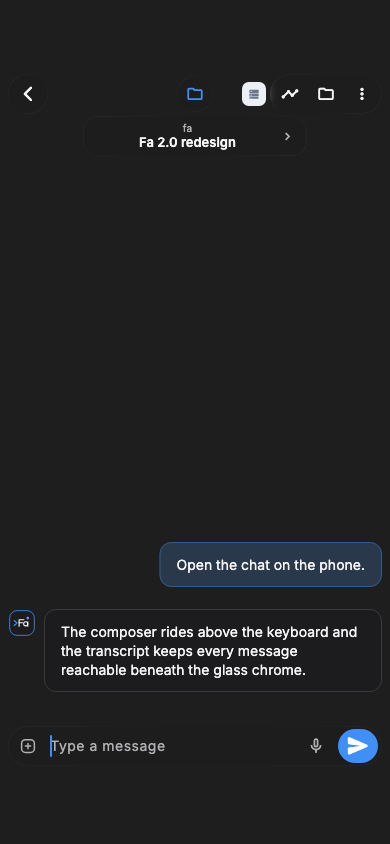 fa
Fa 2.0 redesign
Open the chat on the phone.
>Fa
The composer rides above the keyboard and
the transcript keeps every message
reachable beneath the glass chrome.
Type a message